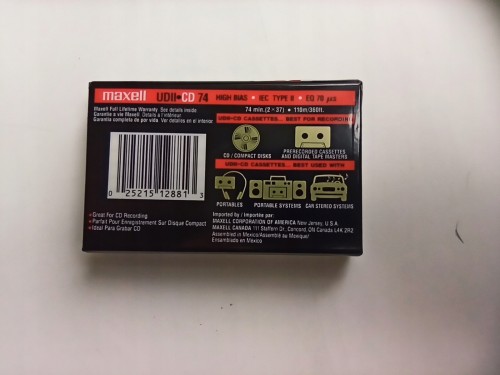 maxell UDII•CD 74 HIGH BIAS • IEC TYPE II • EQ 70 µs
Maxell Full Lifetime Warranty. See details inside.
Garantie a vie Maxell. Détails à l'intérieur
Garantía completa de por vida. Ver detalles en el interior.
74 min. (2 x 37) • 110m/360ft.
UDII-CD CASSETTES... BEST FOR RECORDING
CD / COMPACT DISKS
PRERECORDED CASSETTES
AND DIGITAL TAPE MASTERS
UDII-CD CASSETTES... BEST USED WITH
PORTABLES PORTABLE SYSTEMS CAR STEREO SYSTEMS
0 25215 12881 3
•Great For CD Recording
•Parfait Pour Enregistrement Sur Disque Compact
•Ideal Para Grabar CD
Imported by / Importée par:
MAXELL CORPORATION OF AMERICA New Jersey, U.S.A
MAXELL CANADA 111 Staffern Dr., Concord, ON Canada L4K 2R2
Assembled in Mexico/Assemblé au Mexique/
Ensamblado en México